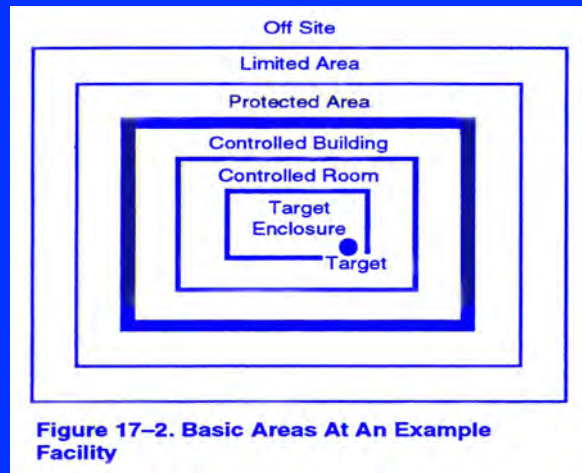 Off Site
Limited Area
Protected Area
Controlled Building
Controlled Room
Target
Enclosure
Target
Figure 17–2. Basic Areas At An Example
Facility